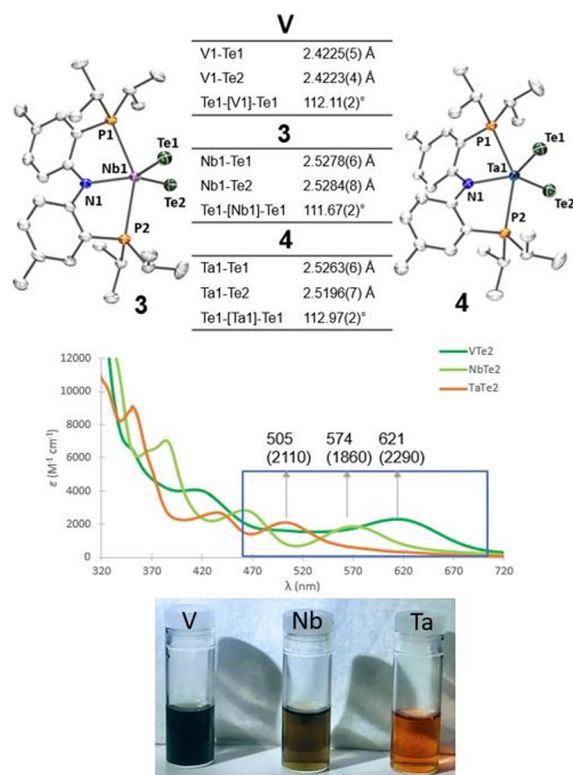 V
V1-Te1 2.4225(5) Å
V1-Te2 2.4223(4) Å
Te1-[V1]-Te1 112.11(2)°
3
Nb1-Te1 2.5278(6) Å
Nb1-Te2 2.5284(8) Å
Te1-[Nb1]-Te1 111.67(2)°
4
Ta1-Te1 2.5263(6) Å
Ta1-Te2 2.5196(7) Å
Te1-[Ta1]-Te1 112.97(2)°
P1
Te1
Nb1
N1
Te2
P2
3
P1
Te1
Ta1
N1
Te2
P2
4
VTe2
NbTe2
TaTe2
12000
10000
8000
6000
4000
2000
0
ε (M⁻¹ cm⁻¹)
505 574 621
(2110) (1860) (2290)
320 370 420 470 520 570 620 670 720
λ (nm)
V Nb Ta